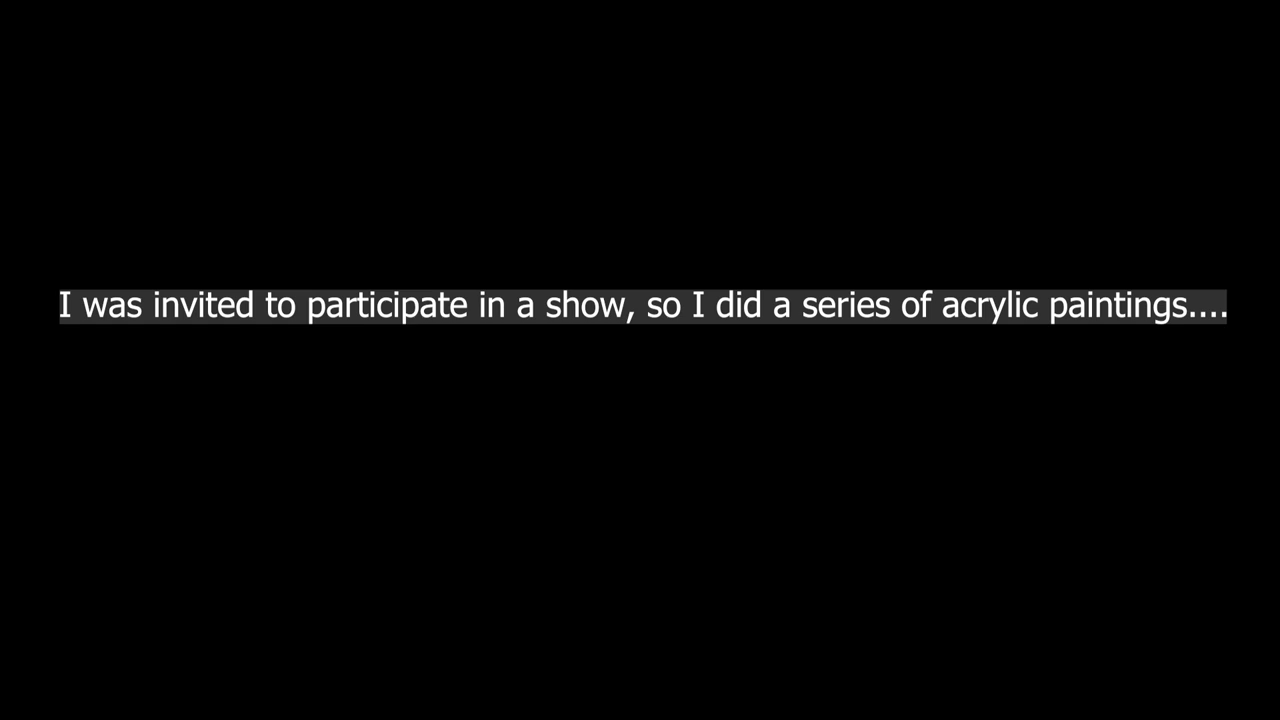 I was invited to participate in a show, so I did a series of acrylic paintings....